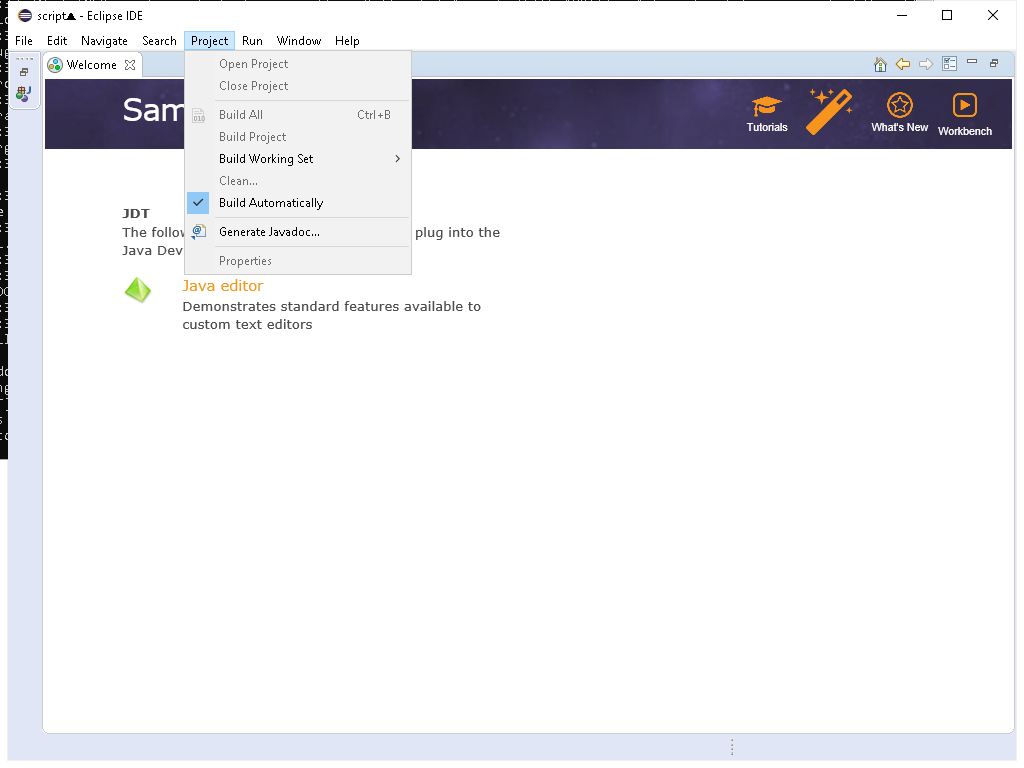 script▲ - Eclipse IDE
File Edit Navigate Search Project Run Window Help
Welcome
Open Project
Close Project
Build All Ctrl+B
Build Project
Build Working Set
Clean...
Build Automatically
Generate Javadoc...
Properties
Sam
Tutorials
What's New
Workbench
JDT
The follow plug into the
Java Dev
Java editor
Demonstrates standard features available to
custom text editors